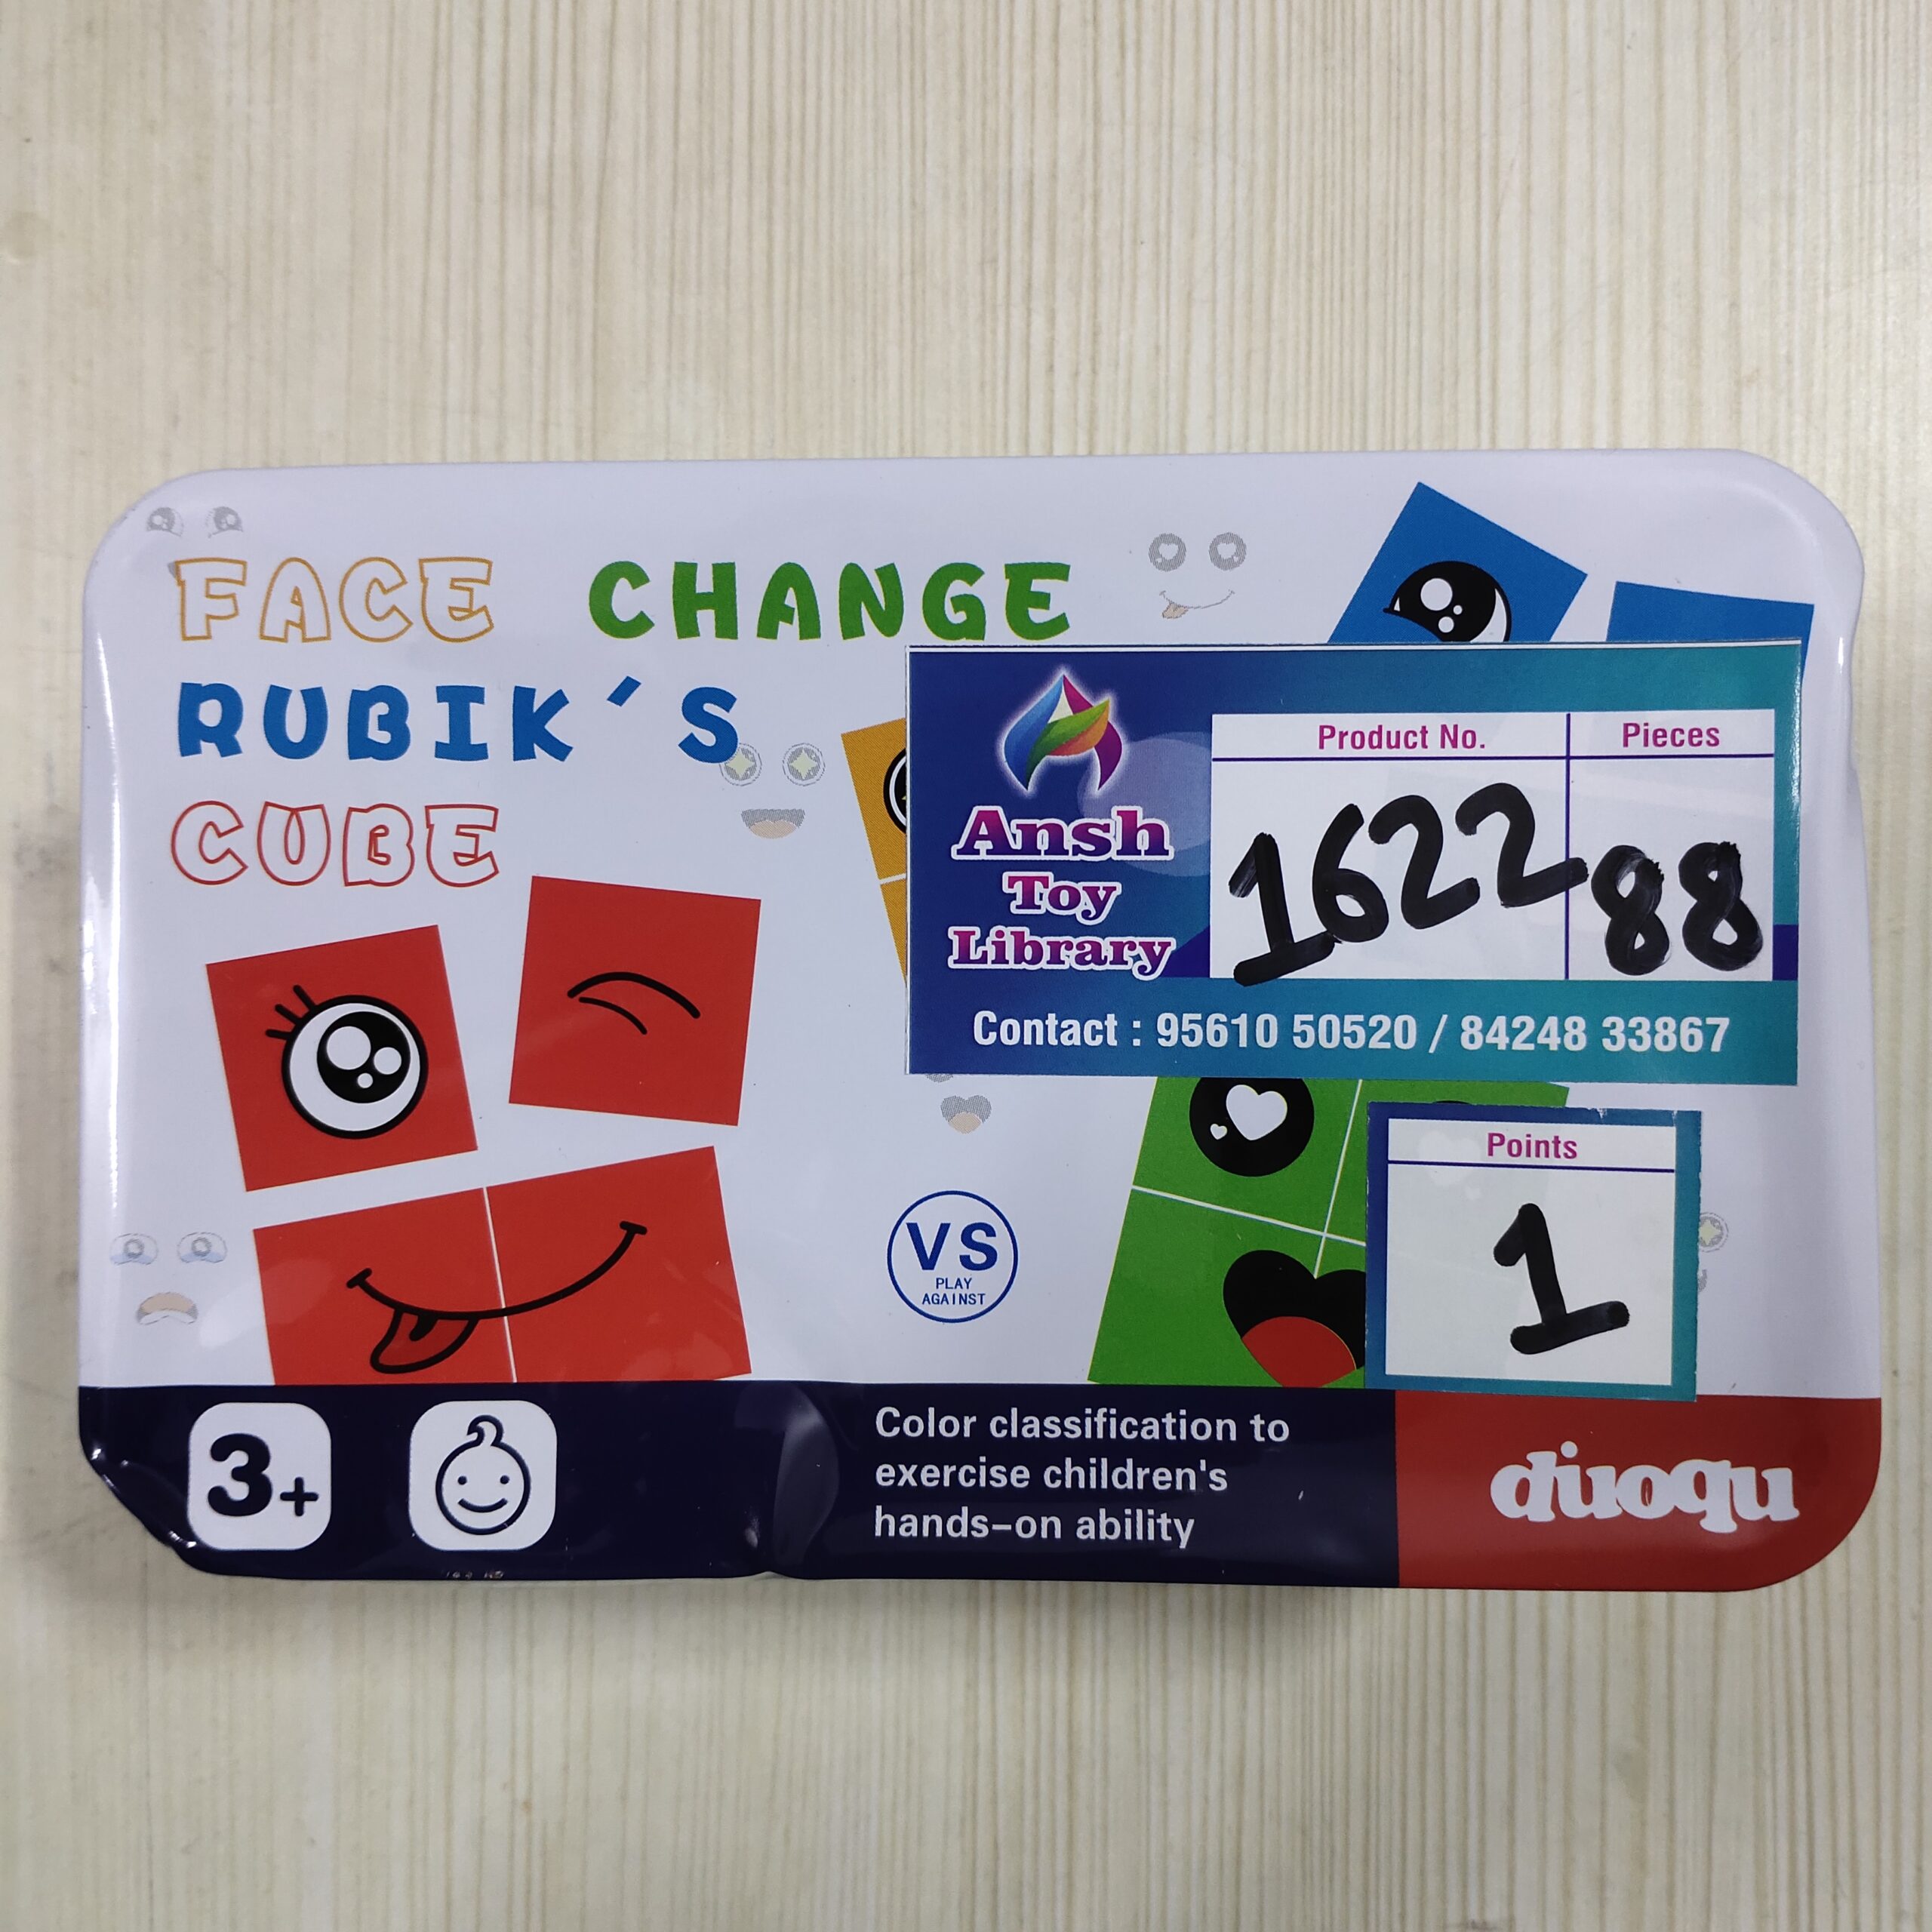 FACE CHANGE
RUBIK'S
CUBE
Ansh
Toy
Library
Product No.
Pieces
1622
88
Contact : 95610 50520 / 84248 33867
Points
1
VS
PLAY
AGAINST
3+
Color classification to
exercise children's
hands-on ability
duoqu